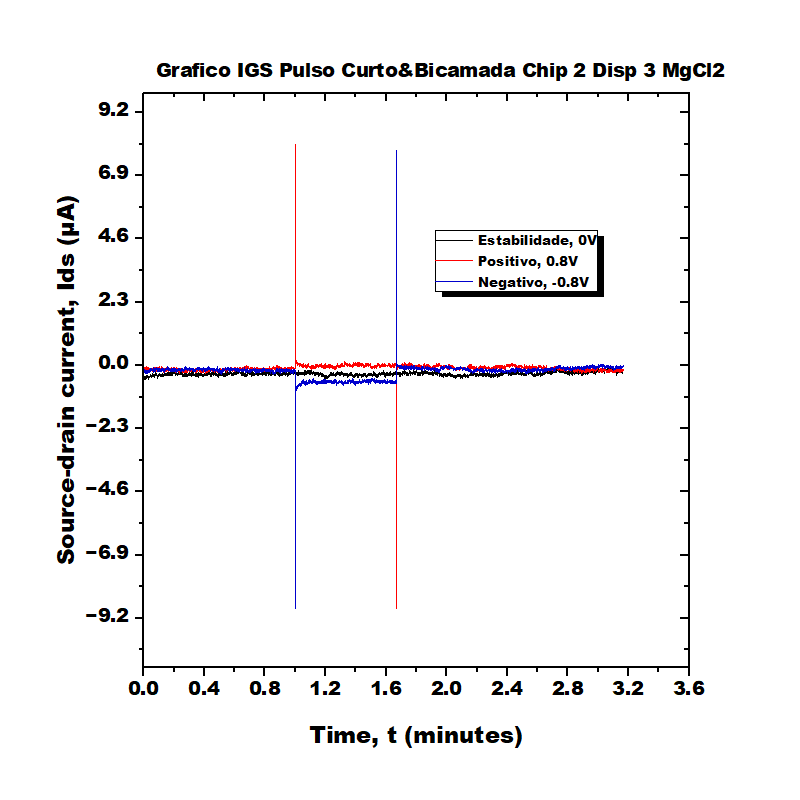 Grafico IGS Pulso Curto&Bicamada Chip 2 Disp 3 MgCl2
9.2
6.9
4.6
2.3
0.0
−2.3
−4.6
−6.9
−9.2
Source-drain current, Ids (µA)
Estabilidade, 0V
Positivo, 0.8V
Negativo, -0.8V
0.0 0.4 0.8 1.2 1.6 2.0 2.4 2.8 3.2 3.6
Time, t (minutes)